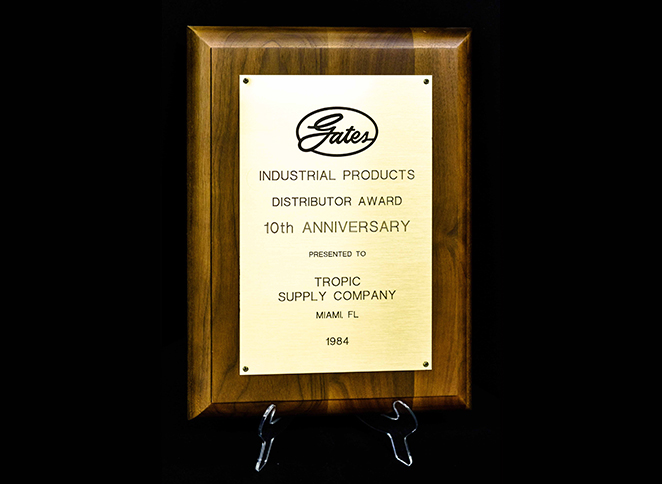 Gates
INDUSTRIAL PRODUCTS
DISTRIBUTOR AWARD
10th ANNIVERSARY
PRESENTED TO
TROPIC
SUPPLY COMPANY
MIAMI, FL
1984